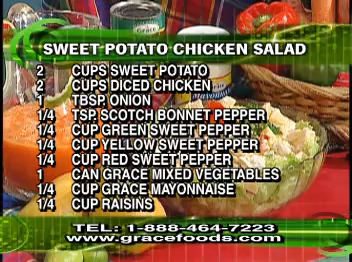 Grace
Mayonnaise
SWEET POTATO CHICKEN SALAD
2 CUPS SWEET POTATO
2 CUPS DICED CHICKEN
1 TBSP ONION
1/4 TSP SCOTCH BONNET PEPPER
1/4 CUP GREEN SWEET PEPPER
1/4 CUP YELLOW SWEET PEPPER
1/4 CUP RED SWEET PEPPER
1 CAN GRACE MIXED VEGETABLES
1/4 CUP GRACE MAYONNAISE
1/4 CUP RAISINS
TEL: 1-888-464-7223
www.gracefoods.com